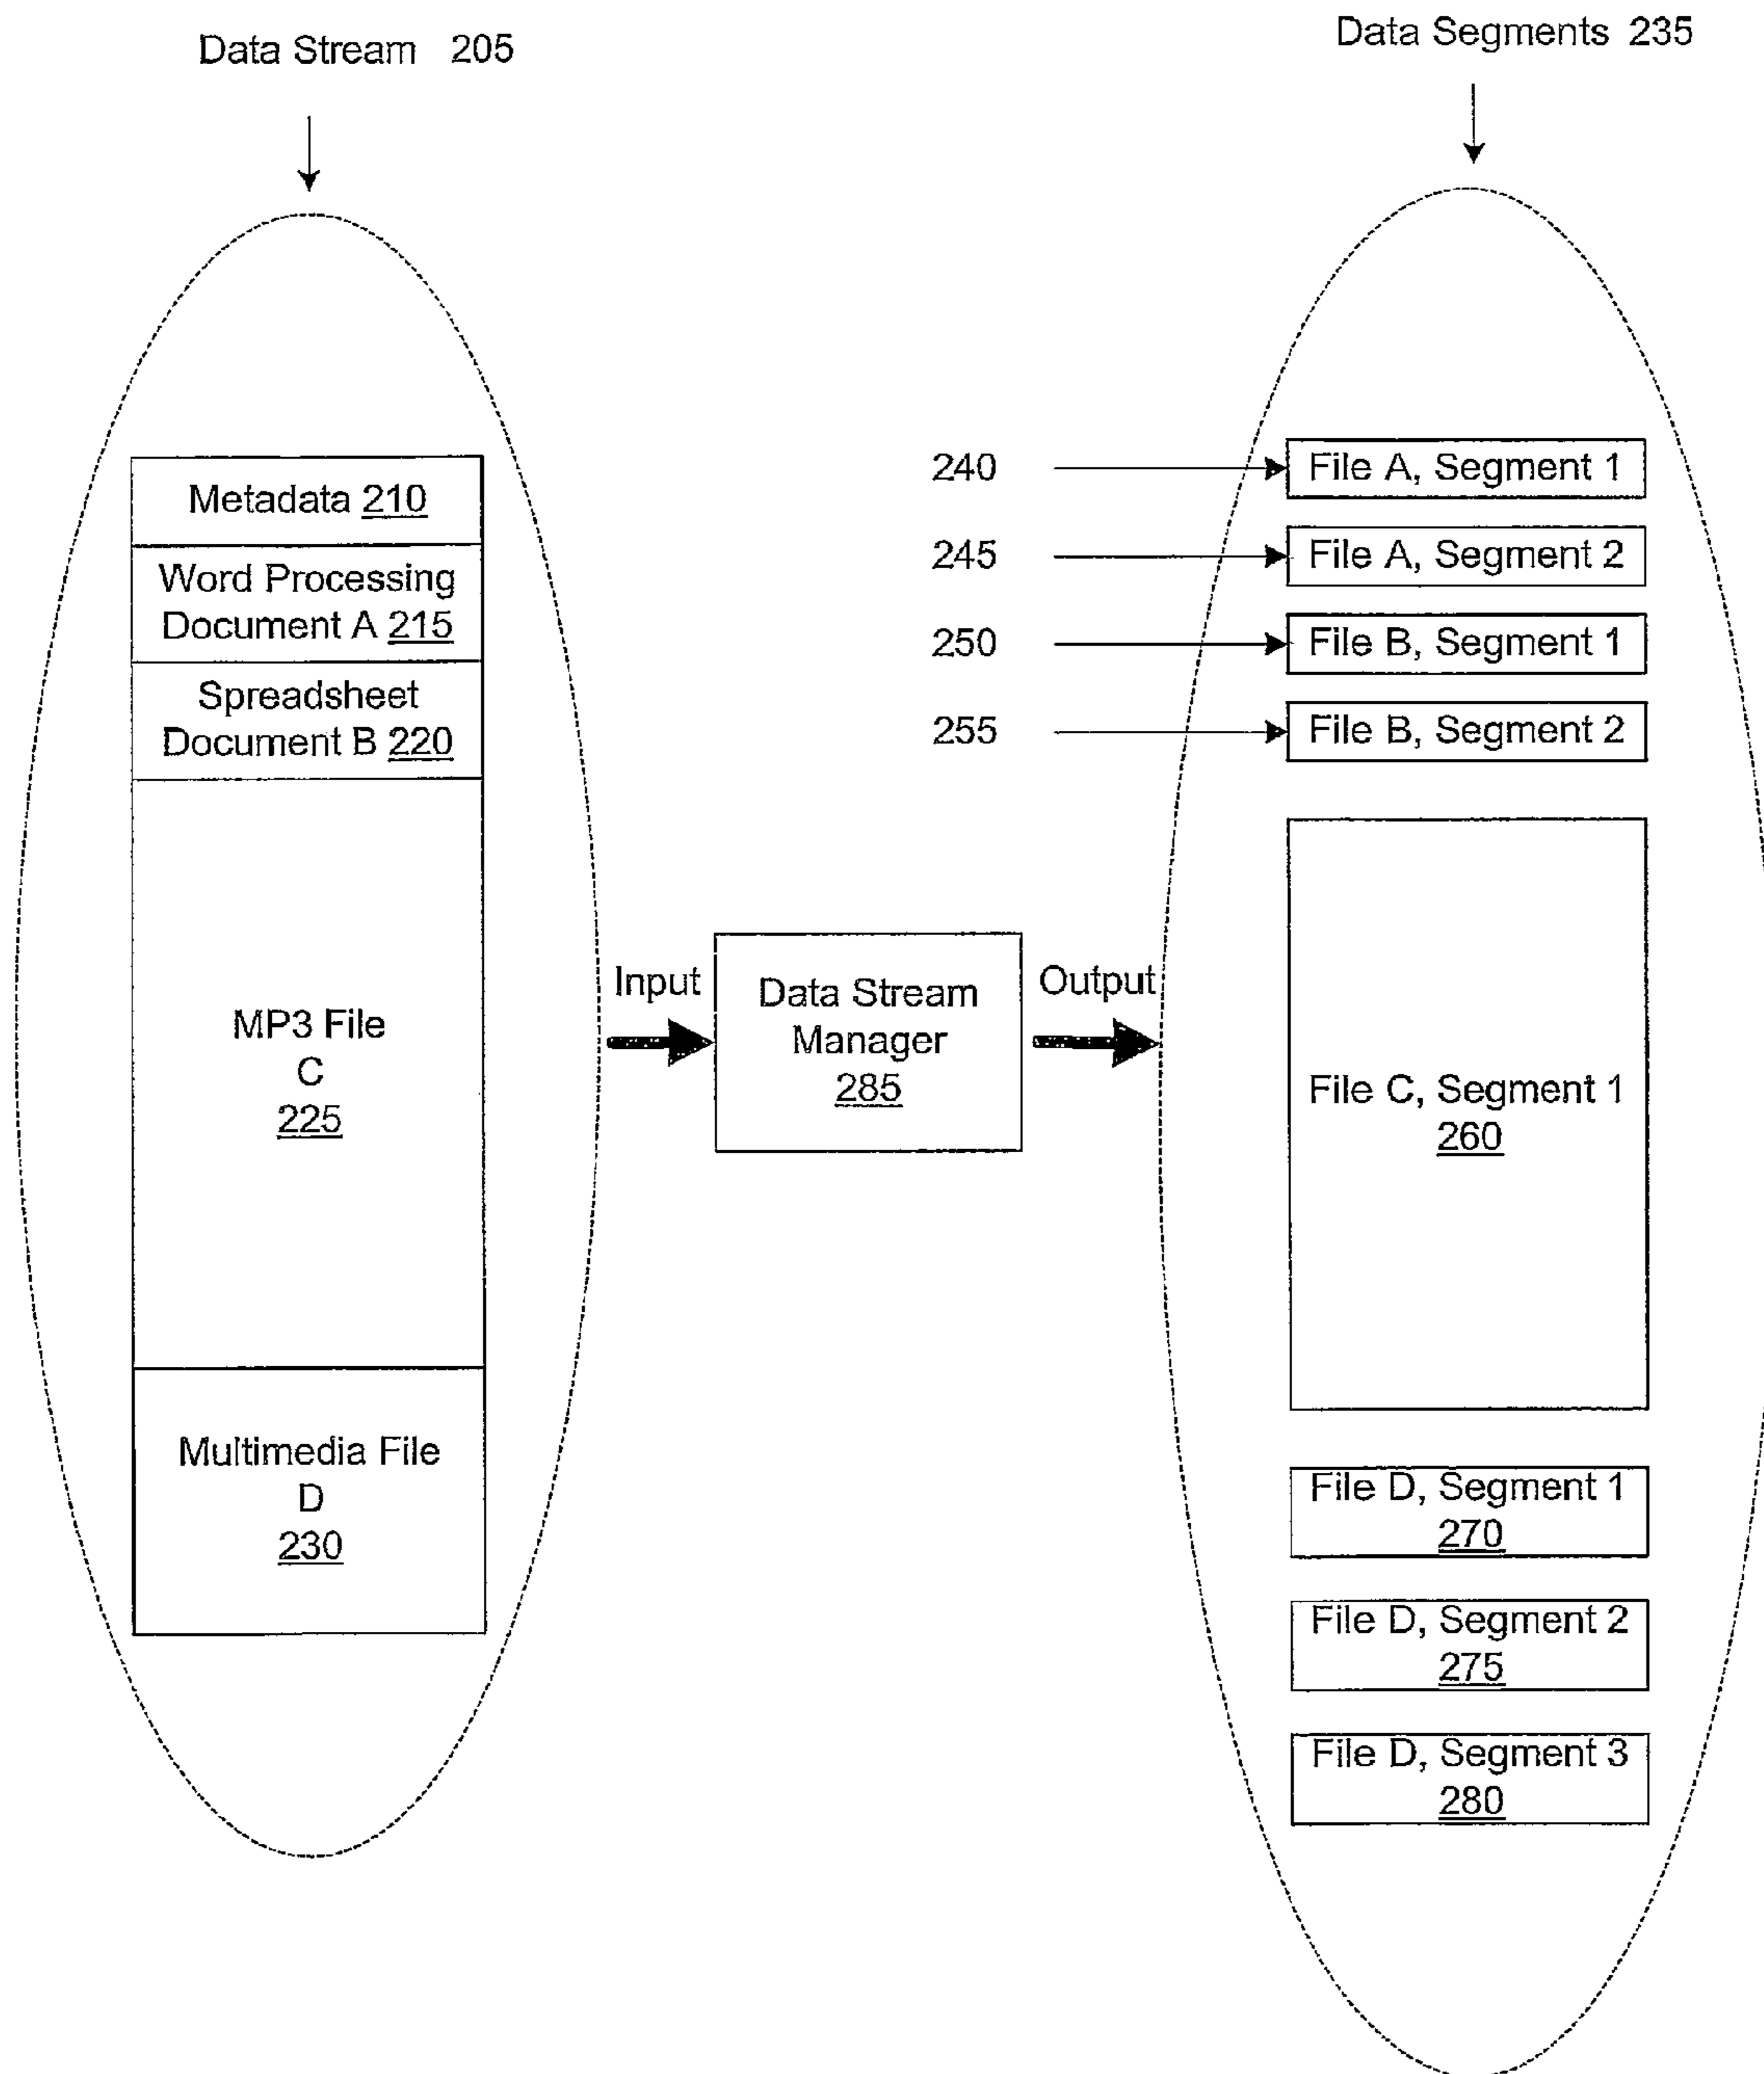 Data Stream 205
Data Segments 235
Metadata 210
Word Processing
Document A 215
Spreadsheet
Document B 220
MP3 File
C
225
Multimedia File
D
230
Input
Data Stream
Manager
285
Output
240
File A, Segment 1
245
File A, Segment 2
250
File B, Segment 1
255
File B, Segment 2
File C, Segment 1
260
File D, Segment 1
270
File D, Segment 2
275
File D, Segment 3
280